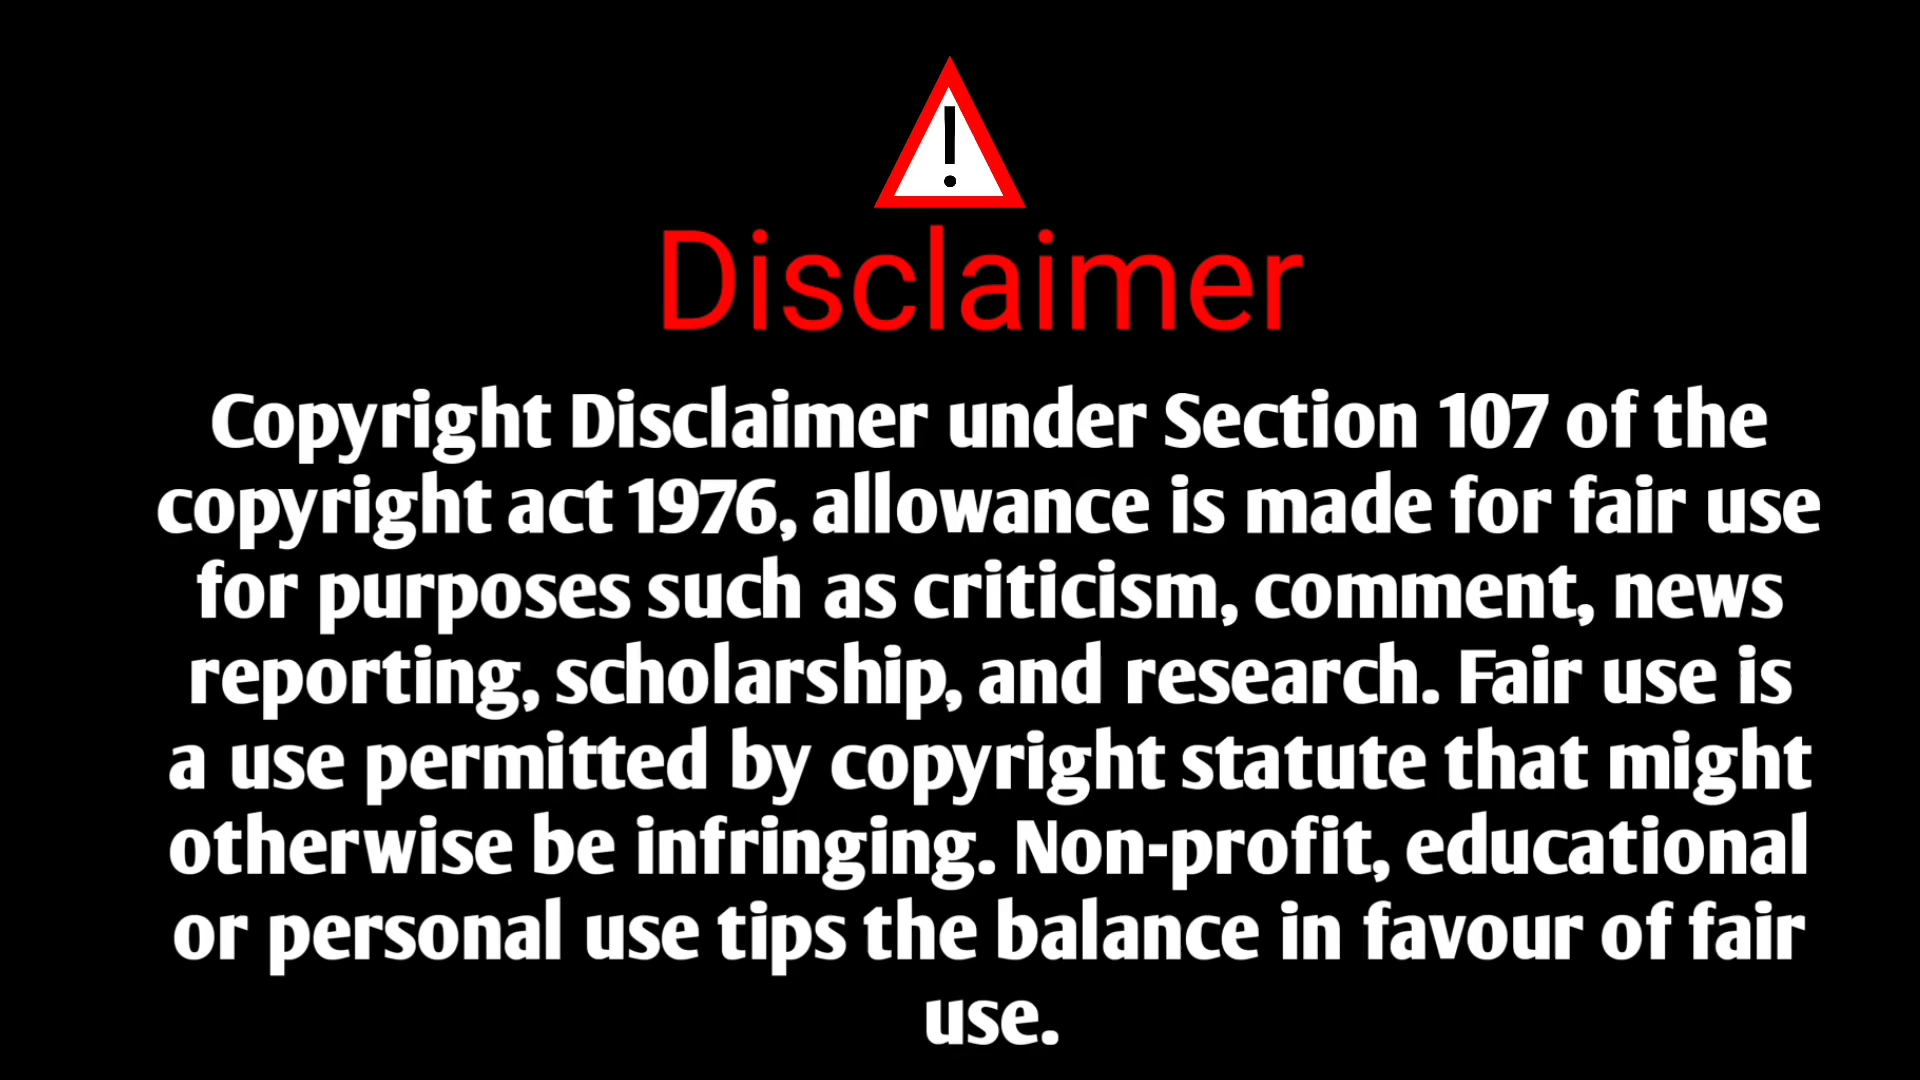 Disclaimer
Copyright Disclaimer under Section 107 of the
copyright act 1976, allowance is made for fair use
for purposes such as criticism, comment, news
reporting, scholarship, and research. Fair use is
a use permitted by copyright statute that might
otherwise be infringing. Non-profit, educational
or personal use tips the balance in favour of fair
use.